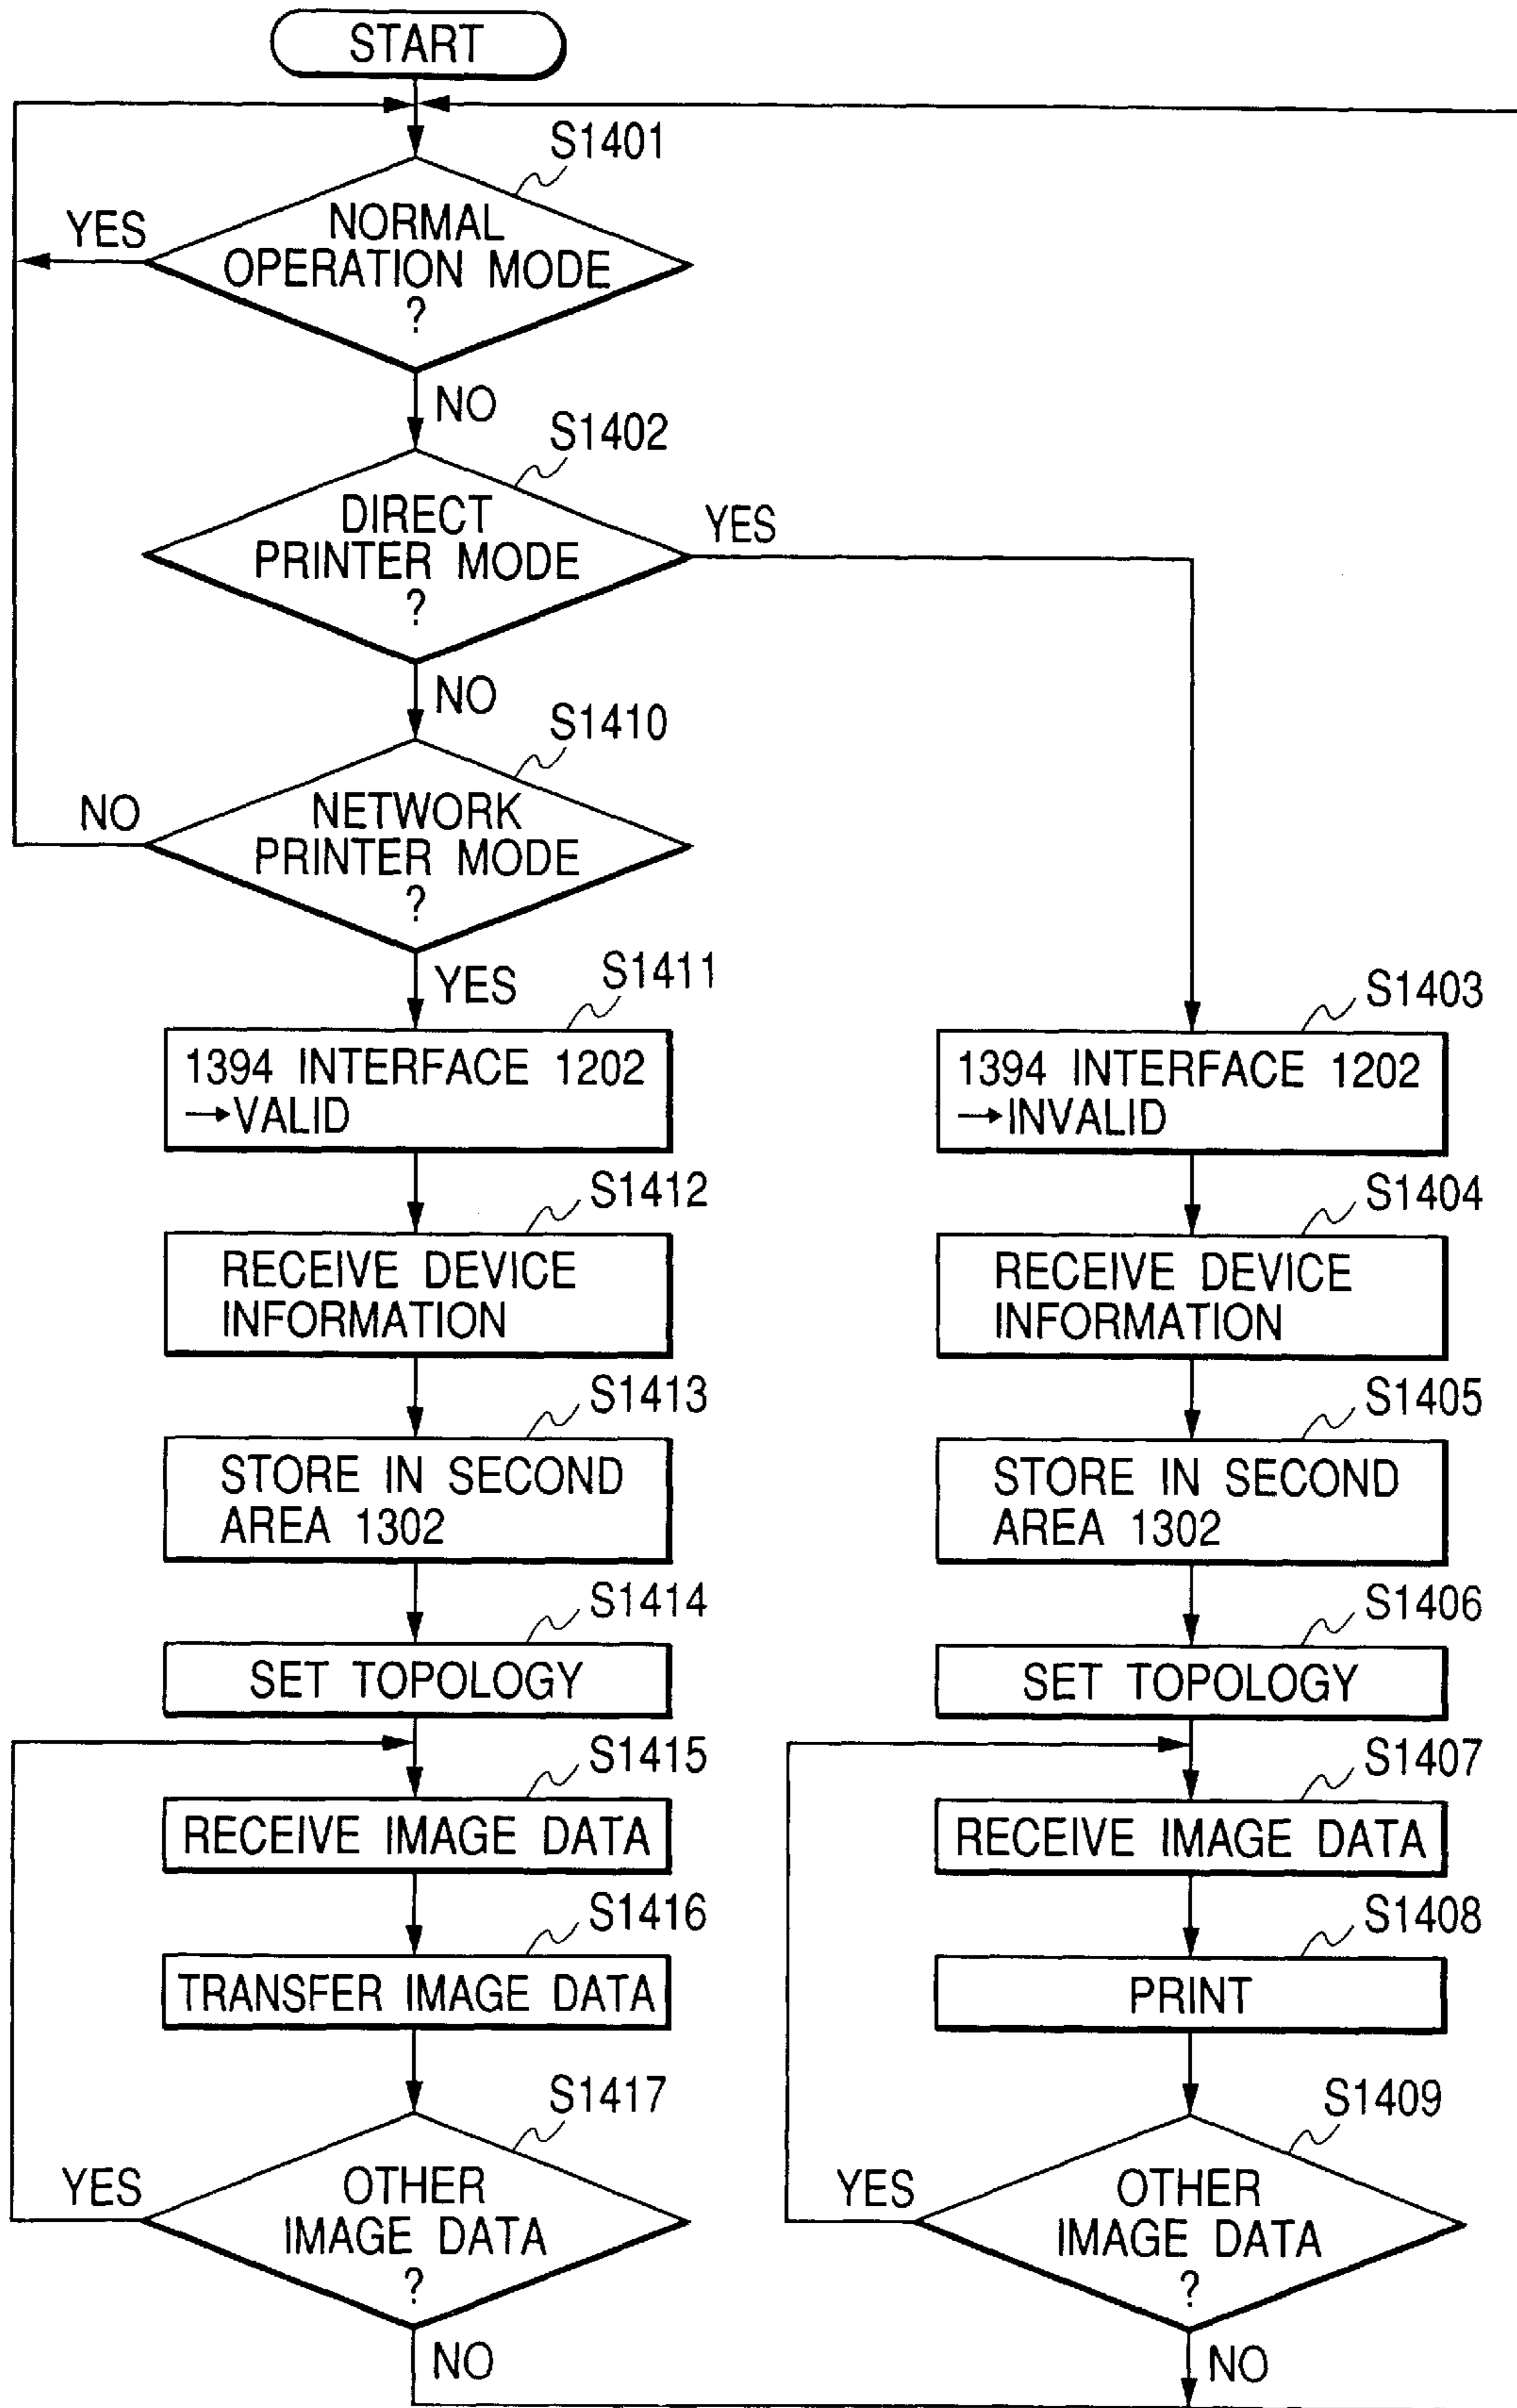 START
S1401
NORMAL
OPERATION MODE
?
YES
NO
S1402
DIRECT
PRINTER MODE
?
YES
NO
S1410
NETWORK
PRINTER MODE
?
NO
YES
S1411
1394 INTERFACE 1202
→VALID
S1412
RECEIVE DEVICE
INFORMATION
S1413
STORE IN SECOND
AREA 1302
S1414
SET TOPOLOGY
S1415
RECEIVE IMAGE DATA
S1416
TRANSFER IMAGE DATA
S1417
OTHER
IMAGE DATA
?
YES
NO
S1403
1394 INTERFACE 1202
→INVALID
S1404
RECEIVE DEVICE
INFORMATION
S1405
STORE IN SECOND
AREA 1302
S1406
SET TOPOLOGY
S1407
RECEIVE IMAGE DATA
S1408
PRINT
S1409
OTHER
IMAGE DATA
?
YES
NO